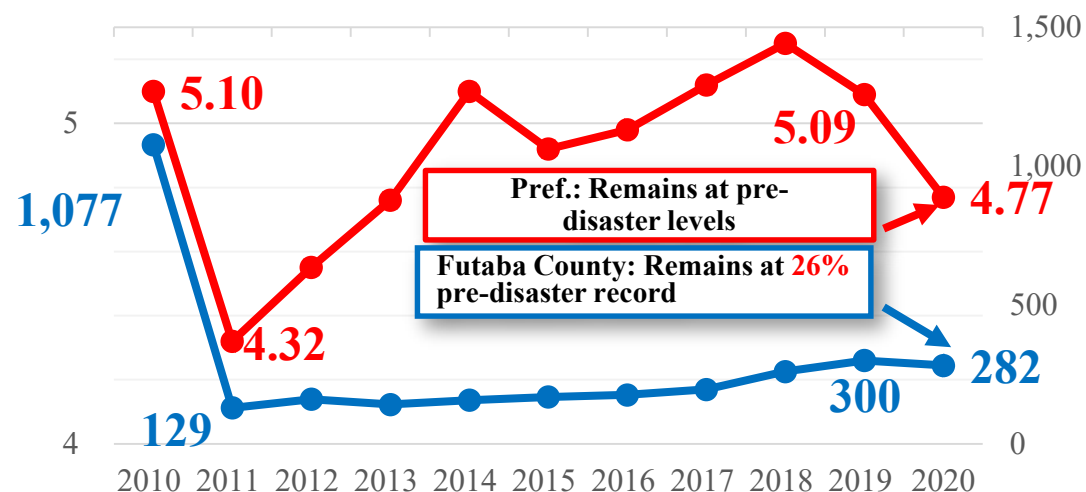 1,500
5.10
5
5.09
1,000
1,077
Pref.: Remains at pre-
disaster levels
4.77
Futaba County: Remains at 26%
pre-disaster record
500
4.32
282
300
129
4
0
2010 2011 2012 2013 2014 2015 2016 2017 2018 2019 2020